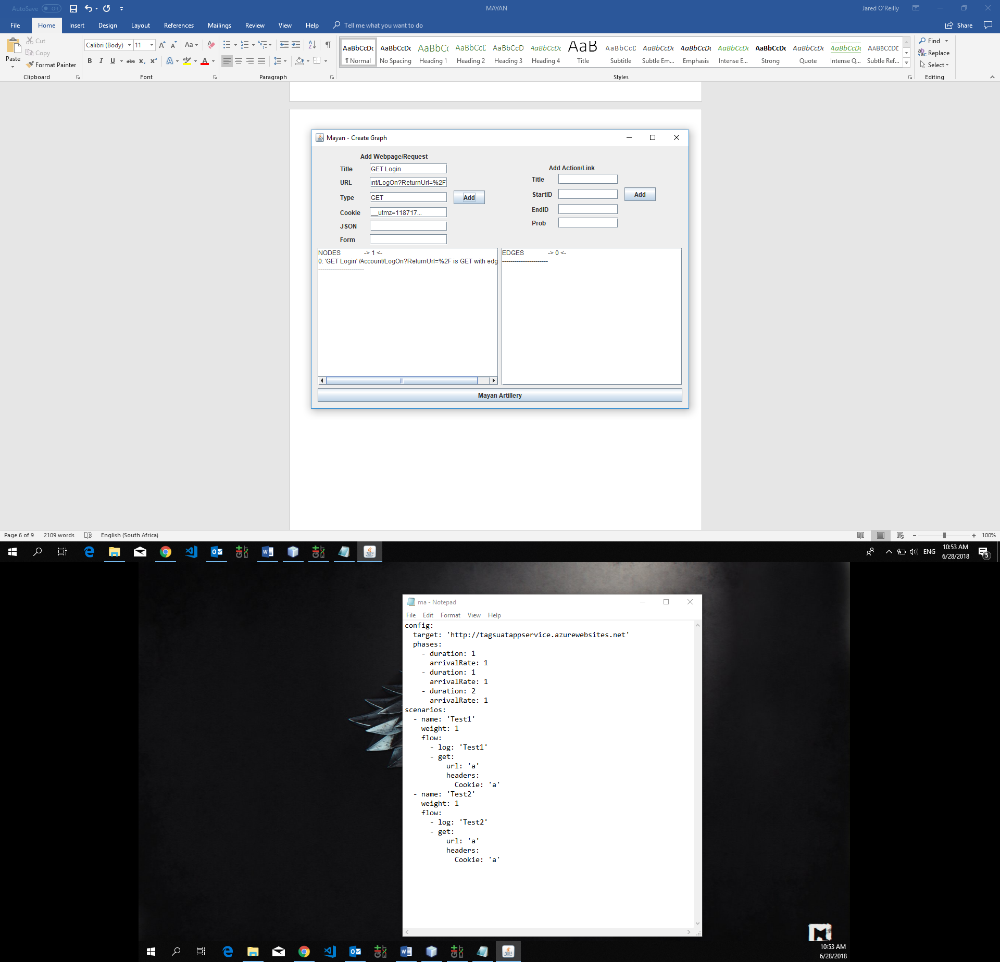 AutoSave Off MAYAN Jared O'Reilly
File Home Insert Design Layout References Mailings Review View Help Tell me what you want to do Share
Paste
Cut
Copy
Format Painter
Clipboard
Calibri (Body) 11
Font
Paragraph
AaBbCcDc AaBbCcDc AaBbCc AaBbCcD AaBbCcD AaBbCcDc AaB AaBbCcD AaBbCcDc AaBbCcDc AaBbCcDc AaBbCcDc AaBbCcDc AaBbCcDc AABBCCDE
¶ Normal No Spacing Heading 1 Heading 2 Heading 3 Heading 4 Title Subtitle Subtle Em... Emphasis Intense E... Strong Quote Intense Q... Subtle Ref...
Styles
Find
Replace
Select
Editing
Mayan - Create Graph
Add Webpage/Request
Title GET Login
URL int/LogOn?ReturnUrl=%2F
Type GET Add
Cookie __utmz=118717...
JSON
Form
Add Action/Link
Title
StartID Add
EndID
Prob
NODES -> 1 <-
0: 'GET Login' /Account/LogOn?ReturnUrl=%2F is GET with edg
----------------------
EDGES -> 0 <-
----------------------
Mayan Artillery
Page 6 of 9 2109 words English (South Africa) 100%
ENG 10:53 AM
6/28/2018
5
ma - Notepad
File Edit Format View Help
config:
target: 'http://tagsuatappservice.azurewebsites.net'
phases:
- duration: 1
arrivalRate: 1
- duration: 1
arrivalRate: 1
- duration: 2
arrivalRate: 1
scenarios:
- name: 'Test1'
weight: 1
flow:
- log: 'Test1'
- get:
url: 'a'
headers:
Cookie: 'a'
- name: 'Test2'
weight: 1
flow:
- log: 'Test2'
- get:
url: 'a'
headers:
Cookie: 'a'
10:53 AM
6/28/2018